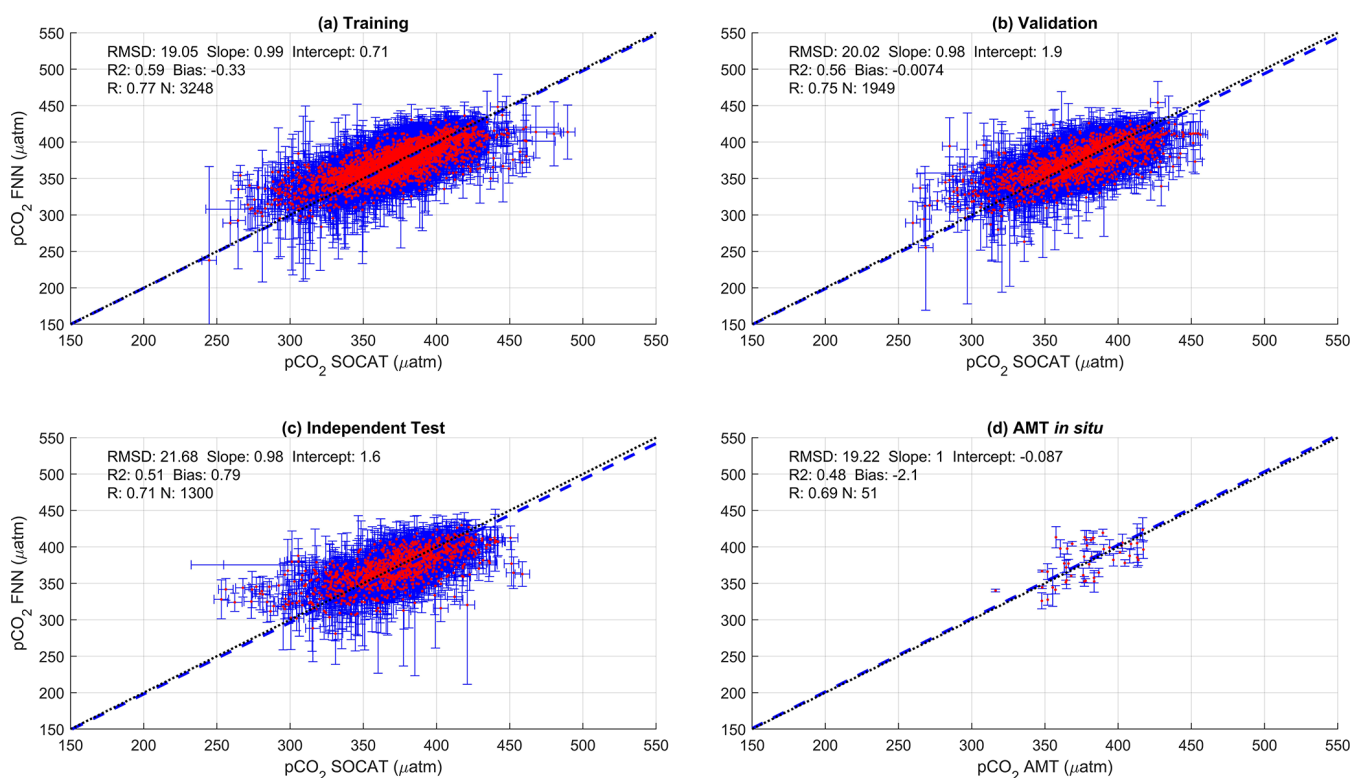 (a) Training
RMSD: 19.05 Slope: 0.99 Intercept: 0.71
R2: 0.59 Bias: -0.33
R: 0.77 N: 3248
550
500
450
400
350
300
250
200
150
pCO2 FNN (μatm)
150 200 250 300 350 400 450 500 550
pCO2 SOCAT (μatm)
(b) Validation
RMSD: 20.02 Slope: 0.98 Intercept: 1.9
R2: 0.56 Bias: -0.0074
R: 0.75 N: 1949
550
500
450
400
350
300
250
200
150
150 200 250 300 350 400 450 500 550
pCO2 SOCAT (μatm)
(c) Independent Test
RMSD: 21.68 Slope: 0.98 Intercept: 1.6
R2: 0.51 Bias: 0.79
R: 0.71 N: 1300
550
500
450
400
350
300
250
200
150
pCO2 FNN (μatm)
150 200 250 300 350 400 450 500 550
pCO2 SOCAT (μatm)
(d) AMT in situ
RMSD: 19.22 Slope: 1 Intercept: -0.087
R2: 0.48 Bias: -2.1
R: 0.69 N: 51
550
500
450
400
350
300
250
200
150
150 200 250 300 350 400 450 500 550
pCO2 AMT (μatm)